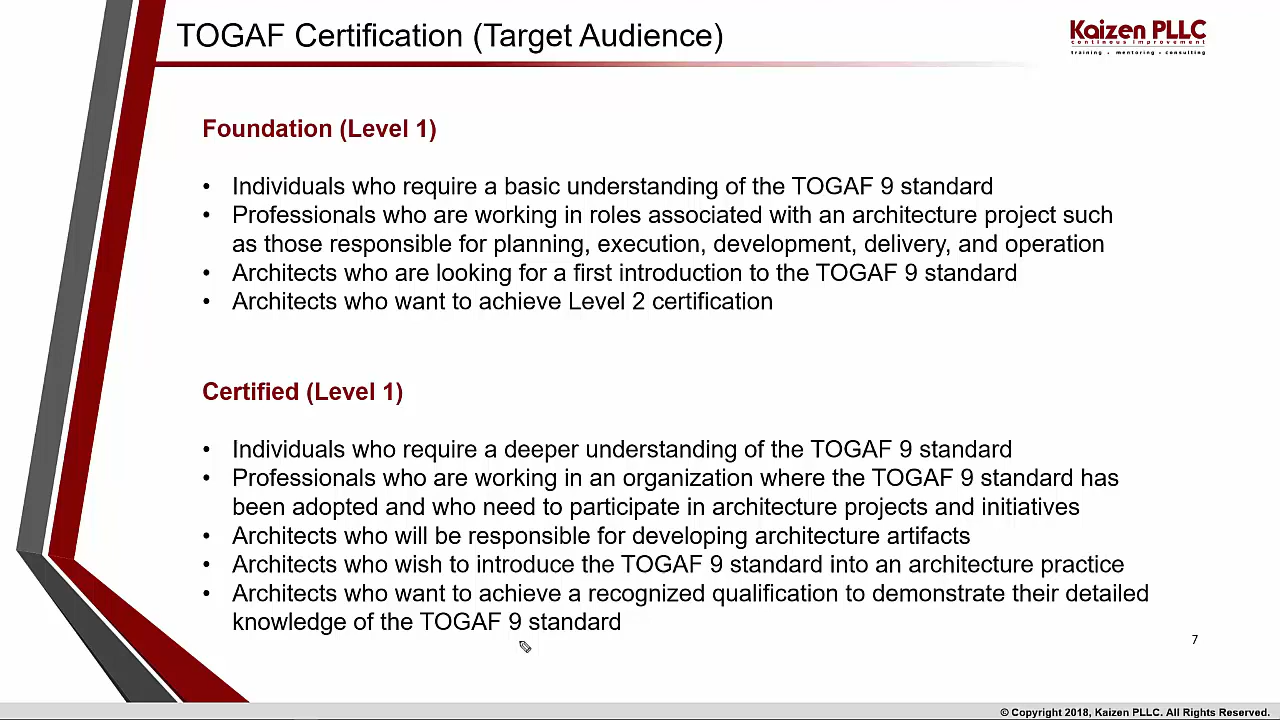 TOGAF Certification (Target Audience)
Kaizen PLLC
continous improvement
training . mentoring . consulting
Foundation (Level 1)
• Individuals who require a basic understanding of the TOGAF 9 standard
• Professionals who are working in roles associated with an architecture project such
as those responsible for planning, execution, development, delivery, and operation
• Architects who are looking for a first introduction to the TOGAF 9 standard
• Architects who want to achieve Level 2 certification
Certified (Level 1)
• Individuals who require a deeper understanding of the TOGAF 9 standard
• Professionals who are working in an organization where the TOGAF 9 standard has
been adopted and who need to participate in architecture projects and initiatives
• Architects who will be responsible for developing architecture artifacts
• Architects who wish to introduce the TOGAF 9 standard into an architecture practice
• Architects who want to achieve a recognized qualification to demonstrate their detailed
knowledge of the TOGAF 9 standard
7
© Copyright 2018, Kaizen PLLC. All Rights Reserved.